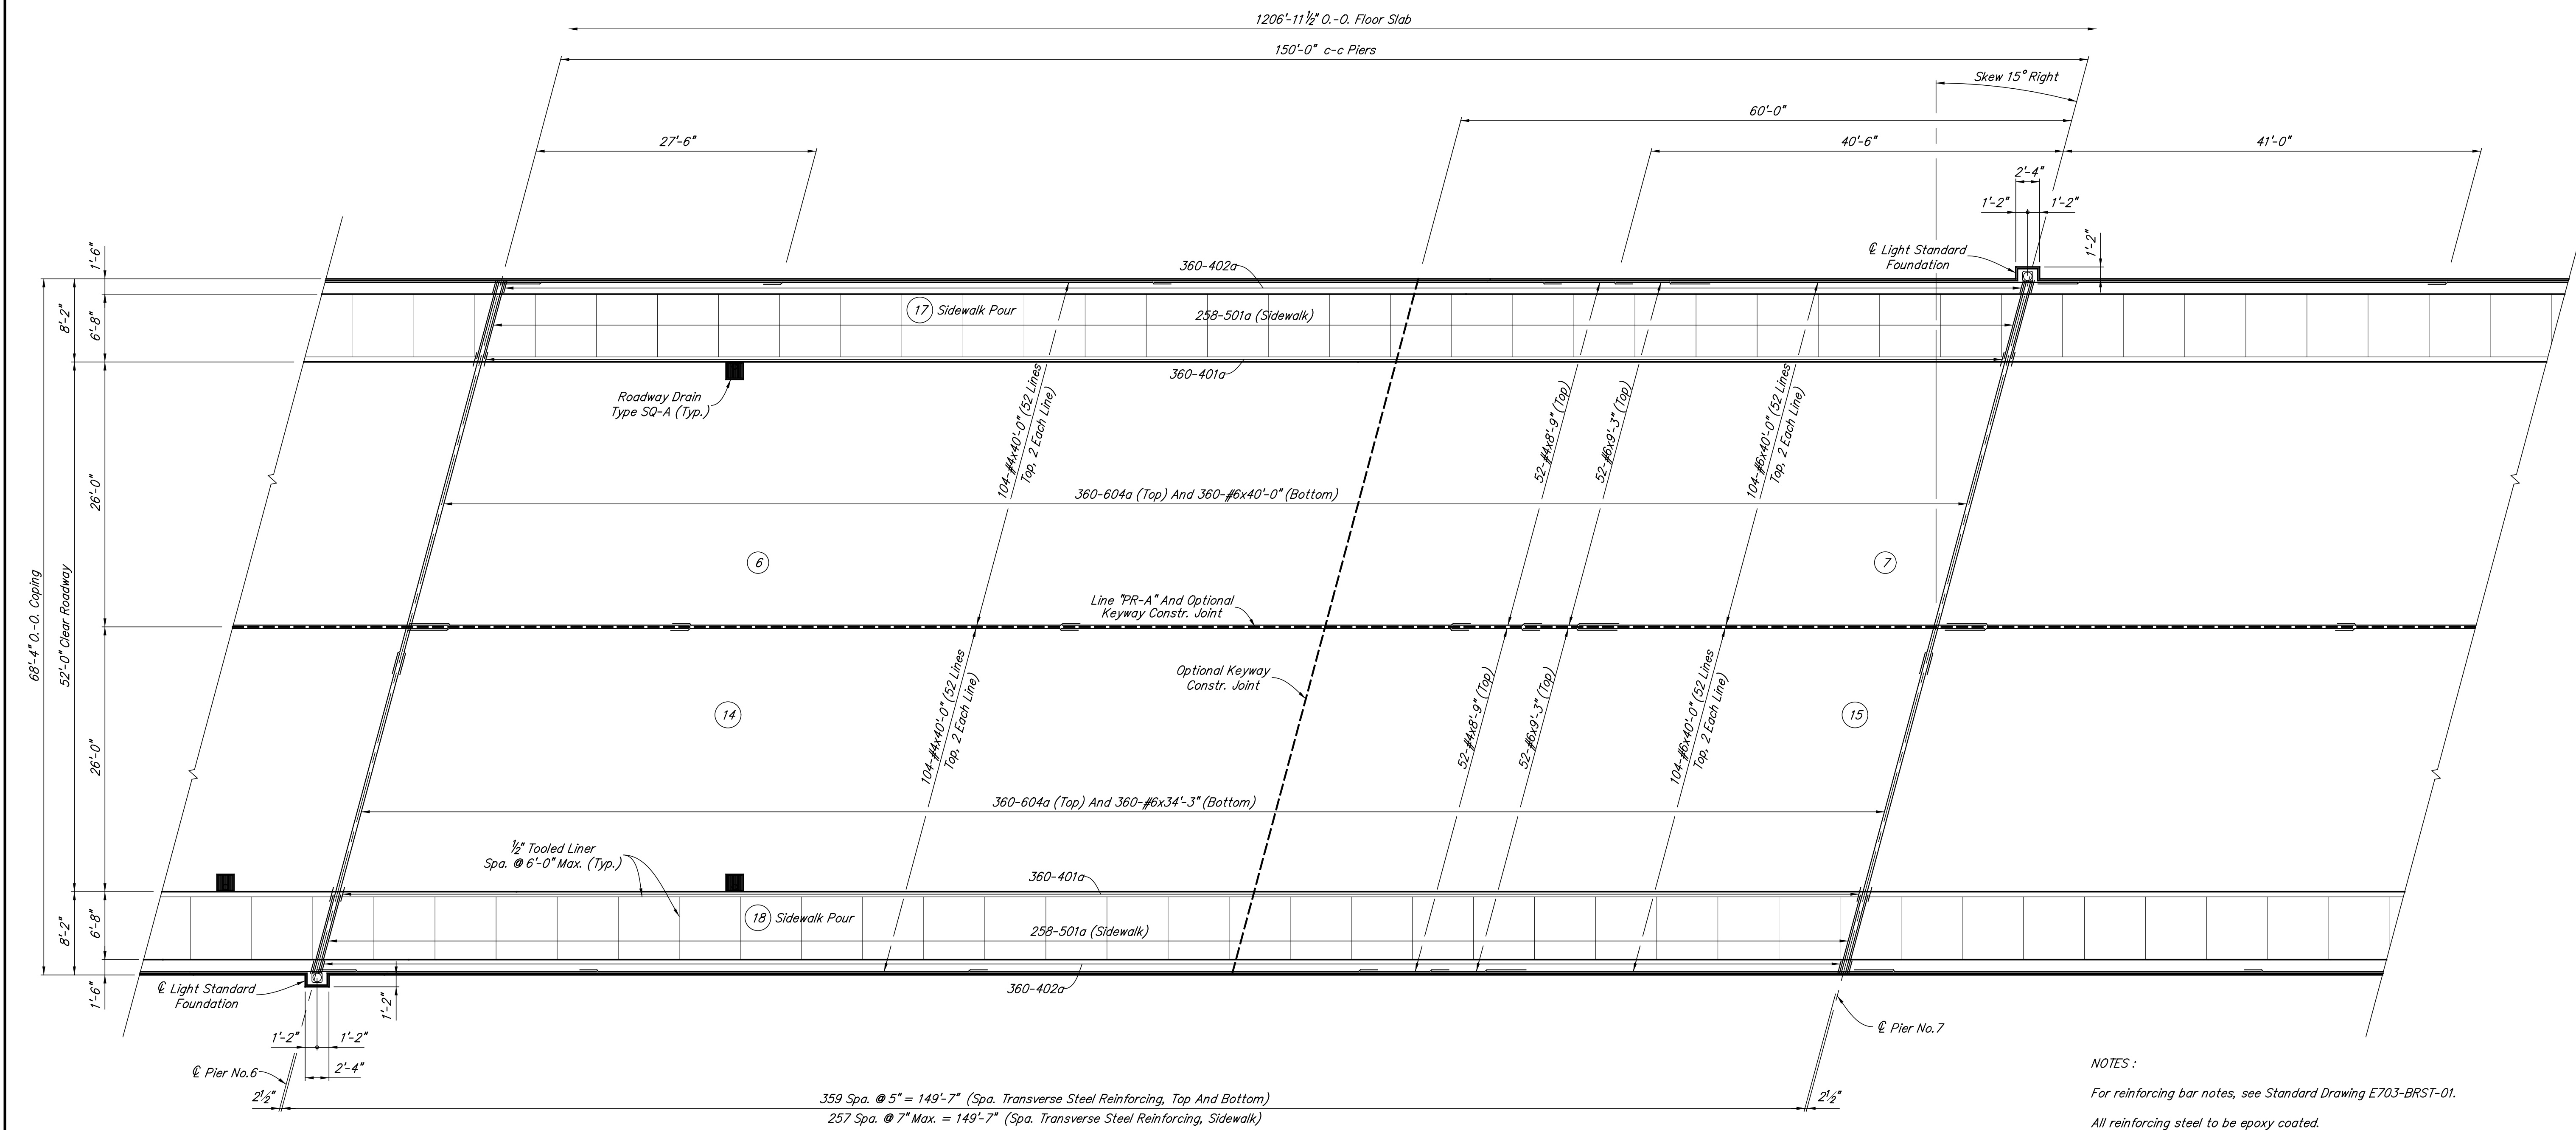 1206'-11½" O.-O. Floor Slab
150'-0" c-c Piers
Skew 15° Right
60'-0"
27'-6"
40'-6"
41'-0"
2'-4"
1'-2"
1'-2"
1'-2"
℄ Light Standard
Foundation
1'-6"
8'-2"
6'-8"
360-402a
17 Sidewalk Pour
258-501a (Sidewalk)
360-401a
Roadway Drain
Type SQ-A (Typ.)
104-#4x40'-0" (52 Lines
Top, 2 Each Line)
52-#4x8'-9" (Top)
52-#6x9'-3" (Top)
104-#6x40'-0" (52 Lines
Top, 2 Each Line)
26'-0"
360-604a (Top) And 360-#6x40'-0" (Bottom)
6
7
68'-4" O.-O. Coping
52'-0" Clear Roadway
Line "PR-A" And Optional
Keyway Constr. Joint
Optional Keyway
Constr. Joint
104-#4x40'-0" (52 Lines
Top, 2 Each Line)
52-#4x8'-9" (Top)
52-#6x9'-3" (Top)
104-#6x40'-0" (52 Lines
Top, 2 Each Line)
14
15
26'-0"
360-604a (Top) And 360-#6x34'-3" (Bottom)
½" Tooled Liner
Spa. @ 6'-0" Max. (Typ.)
360-401a
18 Sidewalk Pour
258-501a (Sidewalk)
8'-2"
6'-8"
1'-6"
℄ Light Standard
Foundation
1'-2"
360-402a
1'-2"
1'-2"
2'-4"
℄ Pier No.6
℄ Pier No.7
2½"
359 Spa. @ 5" = 149'-7" (Spa. Transverse Steel Reinforcing, Top And Bottom)
2½"
257 Spa. @ 7" Max. = 149'-7" (Spa. Transverse Steel Reinforcing, Sidewalk)
NOTES :
For reinforcing bar notes, see Standard Drawing E703-BRST-01.
All reinforcing steel to be epoxy coated.